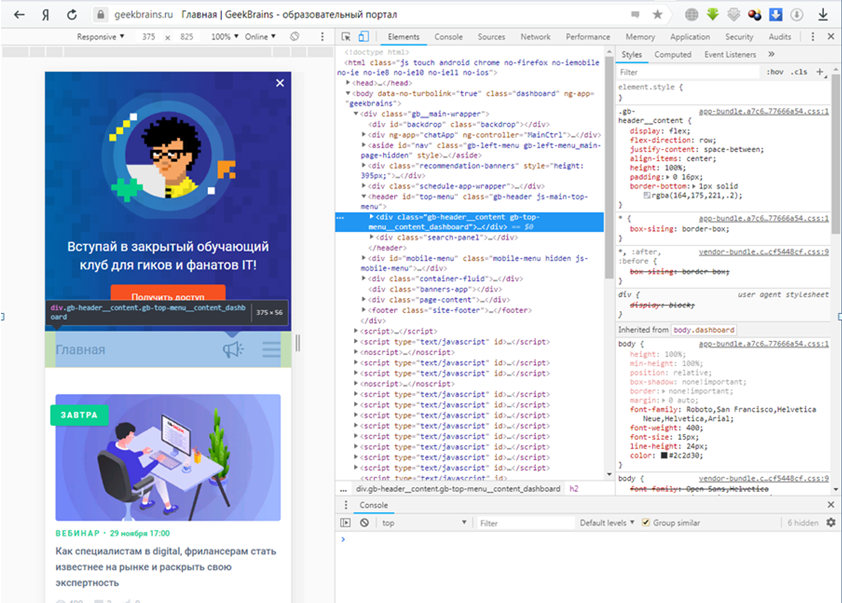 geekbrains.ru Главная | GeekBrains - образовательный портал
Responsive ▼ 375 x 825 100% ▼ Online ▼
Elements Console Sources Network Performance Memory Application Security Audits
Вступай в закрытый обучающий
клуб для гиков и фанатов IT!
Получить доступ
div.gb-header__content.gb-top-menu__content_dashb
oard
375 × 56
Главная
ЗАВТРА
ВЕБИНАР · 29 ноября 17:00
Как специалистам в digital, фрилансерам стать
известнее на рынке и раскрыть свою
экспертность
<!doctype html>
<html class="js touch android chrome no-firefox no-iemobile
no-ie no-ie8 no-ie10 no-ie11 no-ios">
<head>…</head>
<body data-no-turbolink="true" class="dashboard" ng-app=
"geekbrains">
<div class="gb__main-wrapper">
<div id="backdrop" class="backdrop"></div>
<div ng-app="chatApp" ng-controller="MainCtrl">…</div>
<aside id="nav" class="gb-left-menu gb-left-menu__main-
page-hidden" style>…</aside>
<div class="recommendation-banners" style="height:
395px;">…</div>
<div class="schedule-app-wrapper">…</div>
<header id="top-menu" class="gb-header js-main-top-
menu">
<div class="gb-header__content gb-top-
menu__content_dashboard">…</div> == $0
<div class="search-panel">…</div>
</header>
<div id="mobile-menu" class="mobile-menu hidden js-
mobile-menu">…</div>
<div class="container-fluid">…</div>
<div class="banners-app"></div>
<div class="page-content">…</div>
<footer class="site-footer">…</footer>
</div>
<script>…</script>
<script type="text/javascript" id>…</script>
<noscript>…</noscript>
<script type="text/javascript" id>…</script>
<noscript>…</noscript>
<script type="text/javascript" id>…</script>
<script type="text/javascript" id>…</script>
<script type="text/javascript" id>…</script>
<script type="text/javascript" id>…</script>
<script type="text/javascript" id>…</script>
<script type="text/javascript" id>…</script>
<script type="text/javascript" id>…</script>
<script type="text/javascript" id>…</script>
... div.gb-header__content.gb-top-menu__content_dashboard h2
Styles Computed Event Listeners »
Filter :hov .cls +
element.style {
}
.gb- app-bundle.a7c6…77666a54.css:1
header__content {
display: flex;
flex-direction: row;
justify-content: space-between;
align-items: center;
height: 100%;
padding: 0 16px;
border-bottom: 1px solid
rgba(164,175,221,.2);
}
* { app-bundle.a7c6…77666a54.css:1
box-sizing: border-box;
}
*, :after, vendor-bundle.c…cf5448cf.css:9
:before {
box-sizing: border-box;
}
div { user agent stylesheet
display: block;
}
Inherited from body.dashboard
body { app-bundle.a7c6…77666a54.css:1
height: 100%;
min-height: 100%;
position: relative;
box-shadow: none!important;
border: none!important;
margin: 0 auto;
font-family: Roboto,San Francisco,Helvetica
Neue,Helvetica,Arial;
font-weight: 400;
font-size: 15px;
line-height: 24px;
color: #2c2d30;
}
body { vendor-bundle.c…cf5448cf.css:9
font-family: Open Sans,Helvetica
Console
top ▼ Filter Default levels ▼ Group similar 6 hidden